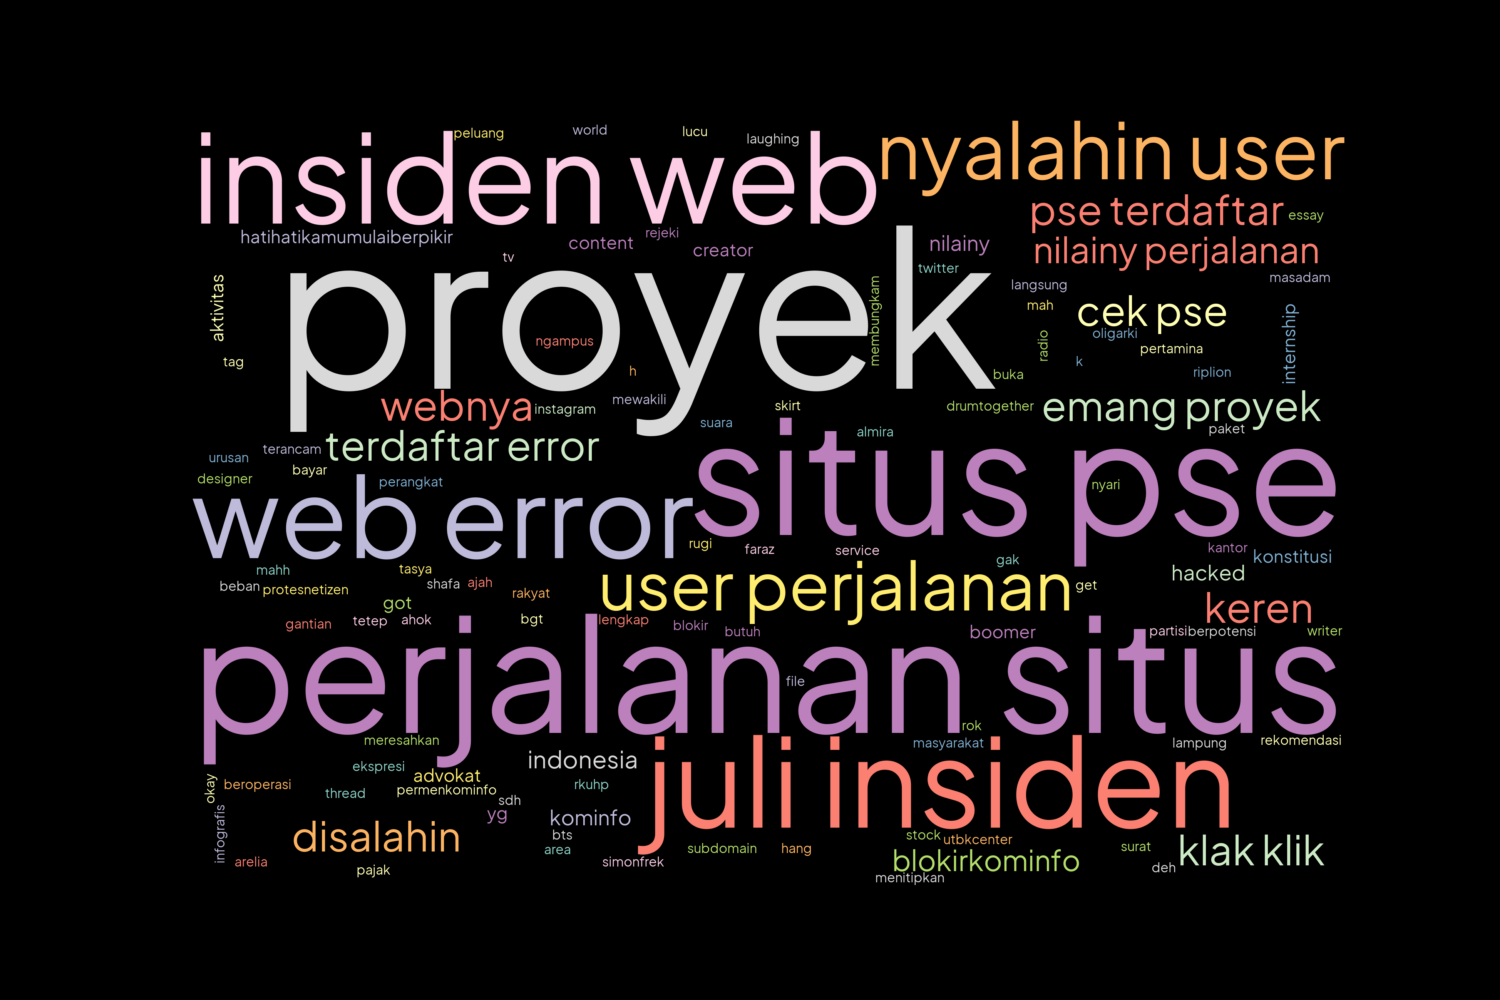 peluang
world
lucu
laughing
insiden web
nyalahin user
pse terdaftar
essay
hatihatikamumulaiberpikir
content
rejeki
creator
nilainy
nilainy perjalanan
tv
twitter
masadam
proyek
aktivitas
membungkam
langsung
mah
cek pse
internship
oligarki
radio
pertamina
ngampus
tag
h
k
riplion
buka
webnya
instagram
mewakili
skirt
drumtogether
emang proyek
paket
suara
almira
terdaftar error
terancam
urusan
bayar
designer
perangkat
situs pse
nyari
web error
rugi
faraz
service
kantor
konstitusi
gak
mahh
tasya
hacked
beban
protesnetizen
shafa
ajah
rakyat
user perjalanan
get
got
keren
gantian
tetep
ahok
bgt
lengkap
blokir
butuh
boomer
partisiberpotensi
writer
perjalanan situs
file
rok
meresahkan
masyarakat
lampung
rekomendasi
indonesia
ekspresi
advokat
okay
beroperasi
permenkominfo
rkuhp
thread
sdh
juli insiden
yg
kominfo
infografis
disalahin
bts
stock
utbkcenter
area
subdomain
hang
surat
klak klik
arelia
simonfrek
blokirkominfo
deh
pajak
menitipkan